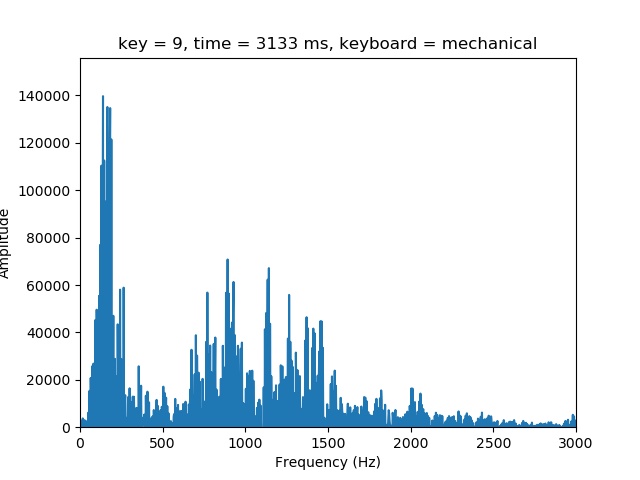 key = 9, time = 3133 ms, keyboard = mechanical
140000
120000
100000
80000
60000
40000
20000
0
Amplitude
0 500 1000 1500 2000 2500 3000
Frequency (Hz)